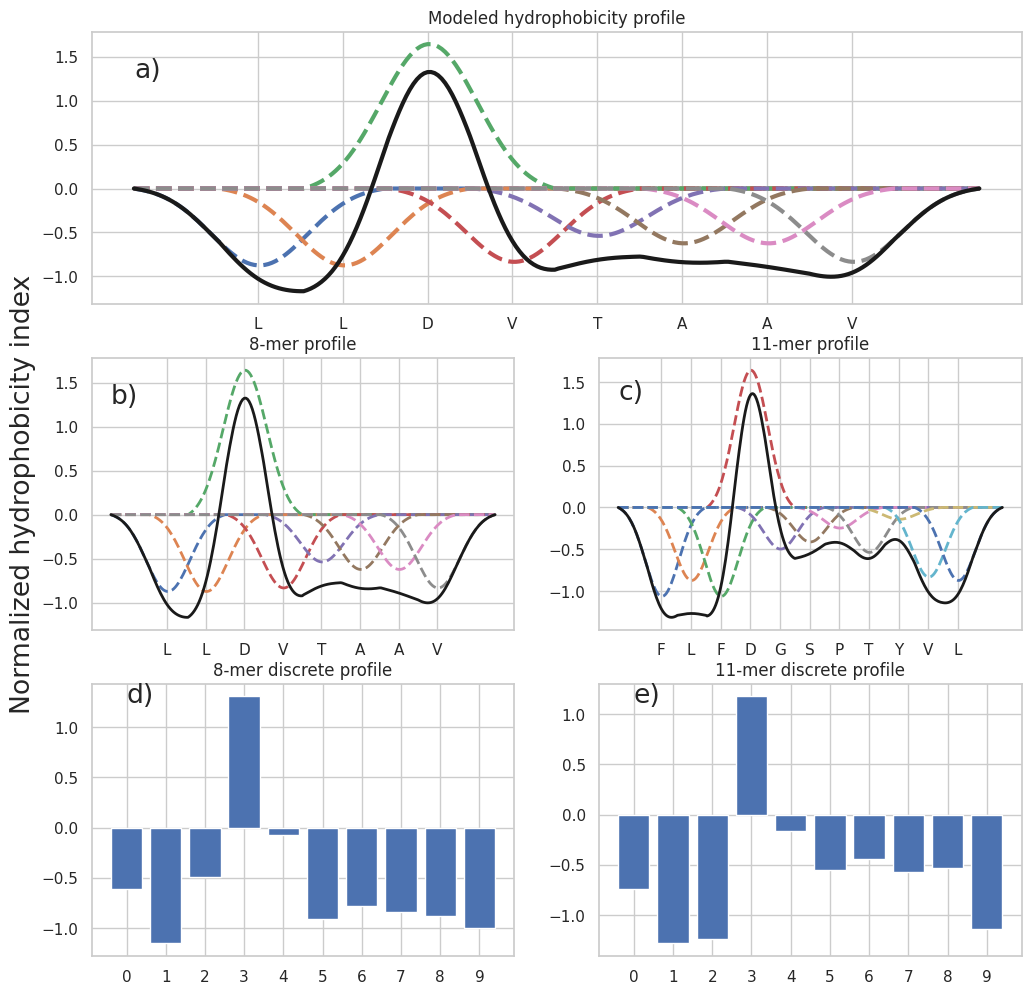 Modeled hydrophobicity profile
a)
1.5
1.0
0.5
0.0
−0.5
−1.0
L L D V T A A V
Normalized hydrophobicity index
8-mer profile
b)
1.5
1.0
0.5
0.0
−0.5
−1.0
L L D V T A A V
11-mer profile
c)
1.5
1.0
0.5
0.0
−0.5
−1.0
F L F D G S P T Y V L
8-mer discrete profile
d)
1.0
0.5
0.0
−0.5
−1.0
0 1 2 3 4 5 6 7 8 9
11-mer discrete profile
e)
1.0
0.5
0.0
−0.5
−1.0
0 1 2 3 4 5 6 7 8 9